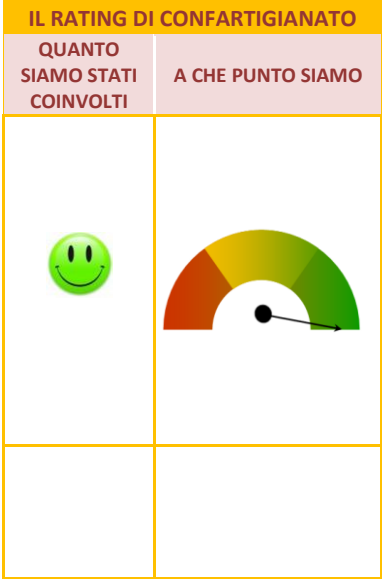 IL RATING DI CONFARTIGIANATO
QUANTO
SIAMO STATI
COINVOLTI
A CHE PUNTO SIAMO